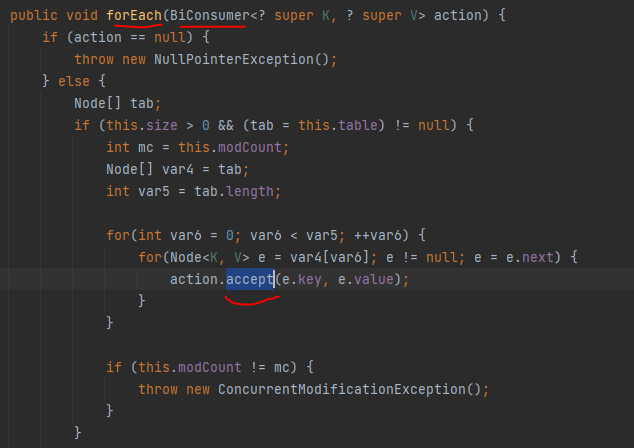 public void forEach(BiConsumer<? super K, ? super V> action) {
if (action == null) {
throw new NullPointerException();
} else {
Node[] tab;
if (this.size > 0 && (tab = this.table) != null) {
int mc = this.modCount;
Node[] var4 = tab;
int var5 = tab.length;
for(int var6 = 0; var6 < var5; ++var6) {
for(Node<K, V> e = var4[var6]; e != null; e = e.next) {
action.accept(e.key, e.value);
}
}
if (this.modCount != mc) {
throw new ConcurrentModificationException();
}
}